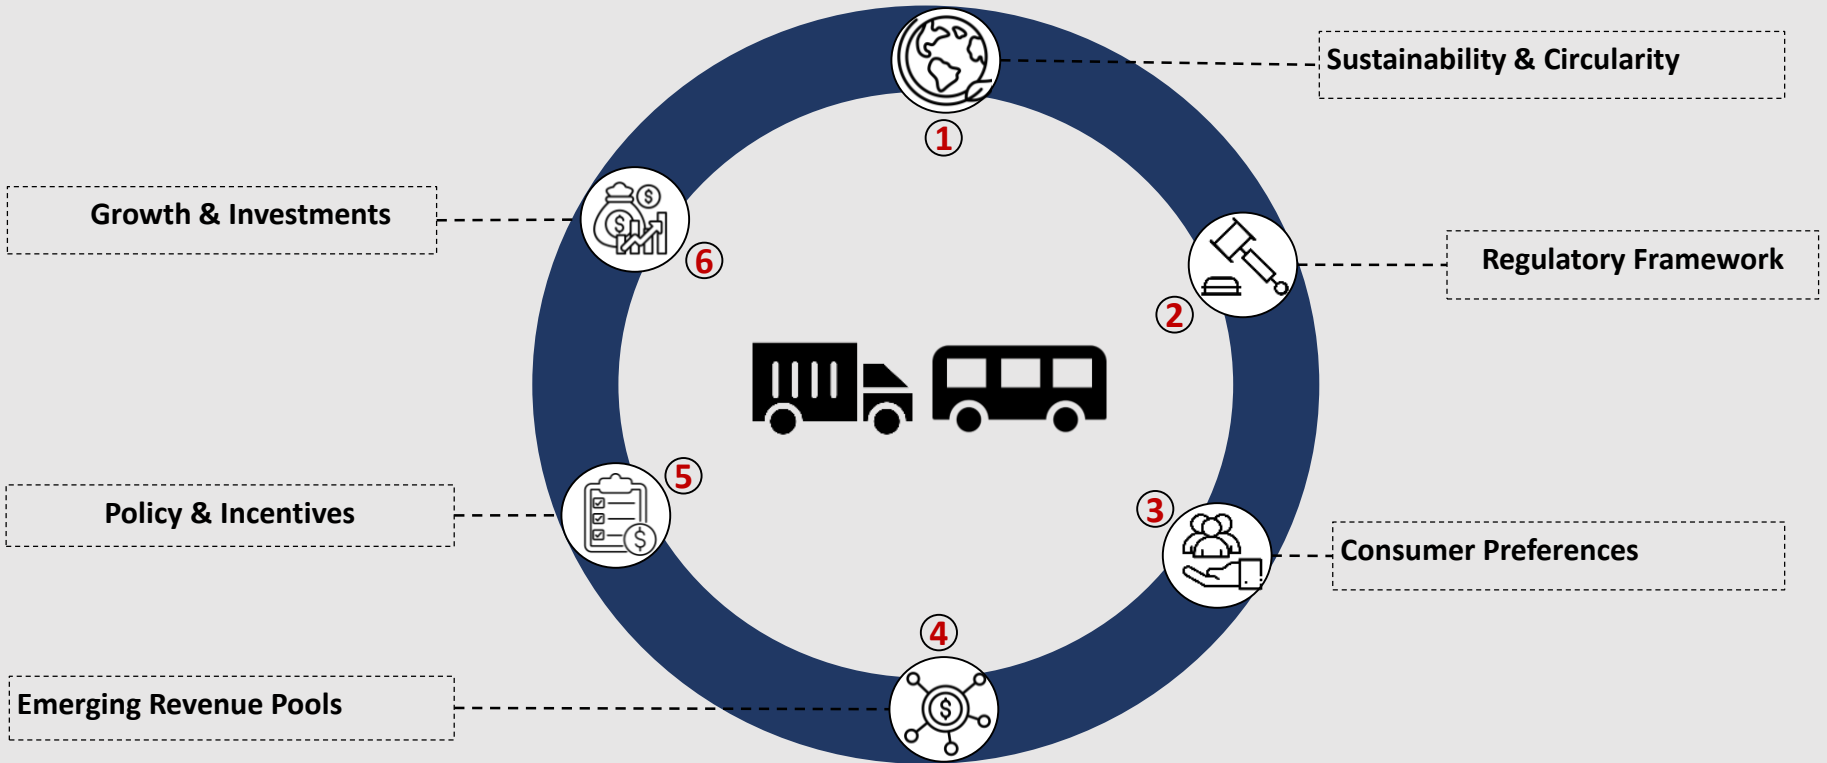 Sustainability & Circularity
1
Regulatory Framework
2
Consumer Preferences
3
Emerging Revenue Pools
4
Policy & Incentives
5
Growth & Investments
6